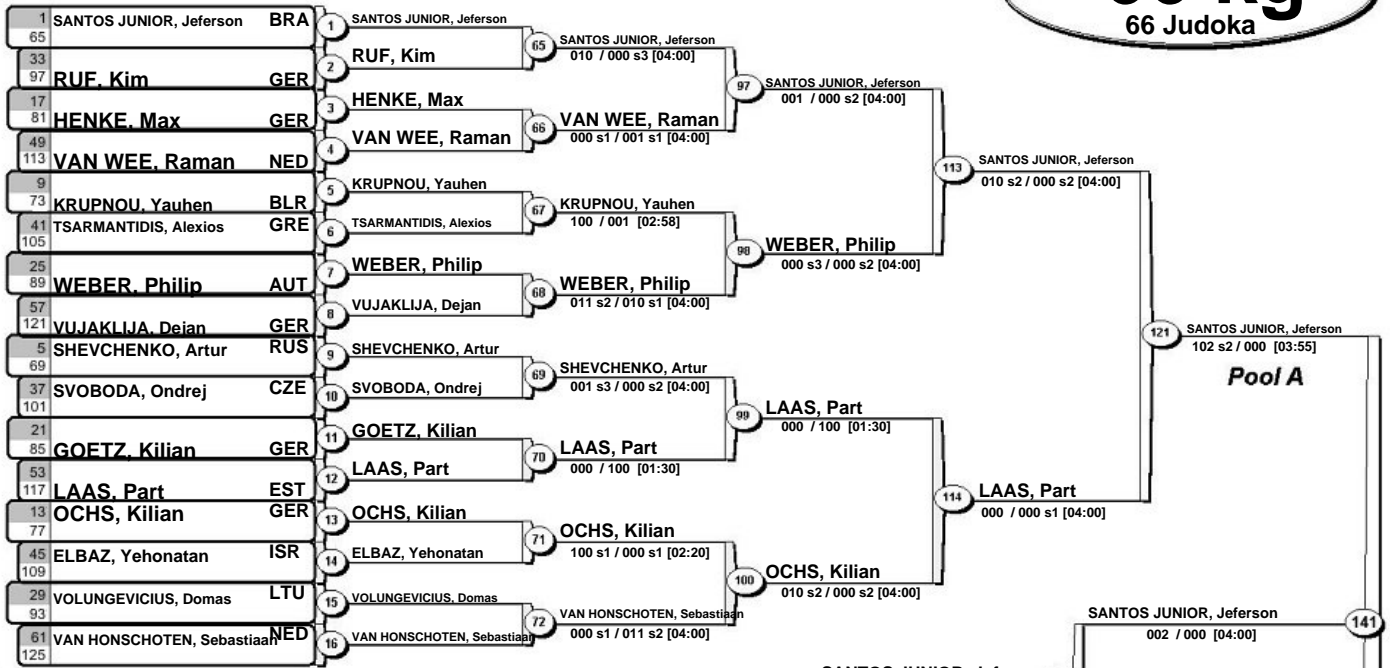 66 Judoka
1 SANTOS JUNIOR, Jeferson BRA
65
33
97 RUF, Kim GER
17
81 HENKE, Max GER
49
113 VAN WEE, Raman NED
9
73 KRUPNOU, Yauhen BLR
41 TSARMANTIDIS, Alexios GRE
105
25
89 WEBER, Philip AUT
57
121 VUJAKLIJA, Dejan GER
5 SHEVCHENKO, Artur RUS
69
37 SVOBODA, Ondrej CZE
101
21
85 GOETZ, Kilian GER
53
117 LAAS, Part EST
13 OCHS, Kilian GER
77
45 ELBAZ, Yehonatan ISR
109
29 VOLUNGEVICIUS, Domas LTU
93
61 VAN HONSCHOTEN, Sebastiaan NED
125
1 SANTOS JUNIOR, Jeferson
2 RUF, Kim
3 HENKE, Max
4 VAN WEE, Raman
5 KRUPNOU, Yauhen
6 TSARMANTIDIS, Alexios
7 WEBER, Philip
8 VUJAKLIJA, Dejan
9 SHEVCHENKO, Artur
10 SVOBODA, Ondrej
11 GOETZ, Kilian
12 LAAS, Part
13 OCHS, Kilian
14 ELBAZ, Yehonatan
15 VOLUNGEVICIUS, Domas
16 VAN HONSCHOTEN, Sebastiaan
65 SANTOS JUNIOR, Jeferson
010 / 000 s3 [04:00]
66 VAN WEE, Raman
000 s1 / 001 s1 [04:00]
67 KRUPNOU, Yauhen
100 / 001 [02:58]
68 WEBER, Philip
011 s2 / 010 s1 [04:00]
69 SHEVCHENKO, Artur
001 s3 / 000 s2 [04:00]
70 LAAS, Part
000 / 100 [01:30]
71 OCHS, Kilian
100 s1 / 000 s1 [02:20]
72 VAN HONSCHOTEN, Sebastiaan
000 s1 / 011 s2 [04:00]
97 SANTOS JUNIOR, Jeferson
001 / 000 s2 [04:00]
98 WEBER, Philip
000 s3 / 000 s2 [04:00]
99 LAAS, Part
000 / 100 [01:30]
100 OCHS, Kilian
010 s2 / 000 s2 [04:00]
113 SANTOS JUNIOR, Jeferson
010 s2 / 000 s2 [04:00]
114 LAAS, Part
000 / 000 s1 [04:00]
121 SANTOS JUNIOR, Jeferson
102 s2 / 000 [03:55]
Pool A
SANTOS JUNIOR, Jeferson
002 / 000 [04:00]
141